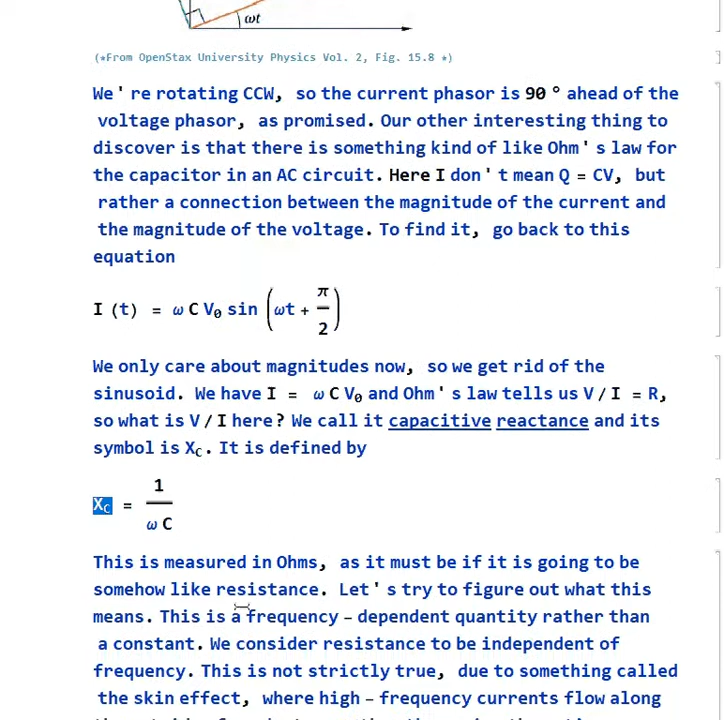 ωt
(*From OpenStax University Physics Vol. 2, Fig. 15.8 *)
We're rotating CCW, so the current phasor is 90 ° ahead of the
voltage phasor, as promised. Our other interesting thing to
discover is that there is something kind of like Ohm's law for
the capacitor in an AC circuit. Here I don't mean Q = CV, but
rather a connection between the magnitude of the current and
the magnitude of the voltage. To find it, go back to this
equation
I (t) = ω C V₀ sin (ωt + π/2)
We only care about magnitudes now, so we get rid of the
sinusoid. We have I = ω C V₀ and Ohm's law tells us V/I = R,
so what is V/I here? We call it capacitive reactance and its
symbol is X_C. It is defined by
X_C = 1/(ω C)
This is measured in Ohms, as it must be if it is going to be
somehow like resistance. Let's try to figure out what this
means. This is a frequency-dependent quantity rather than
a constant. We consider resistance to be independent of
frequency. This is not strictly true, due to something called
the skin effect, where high-frequency currents flow along